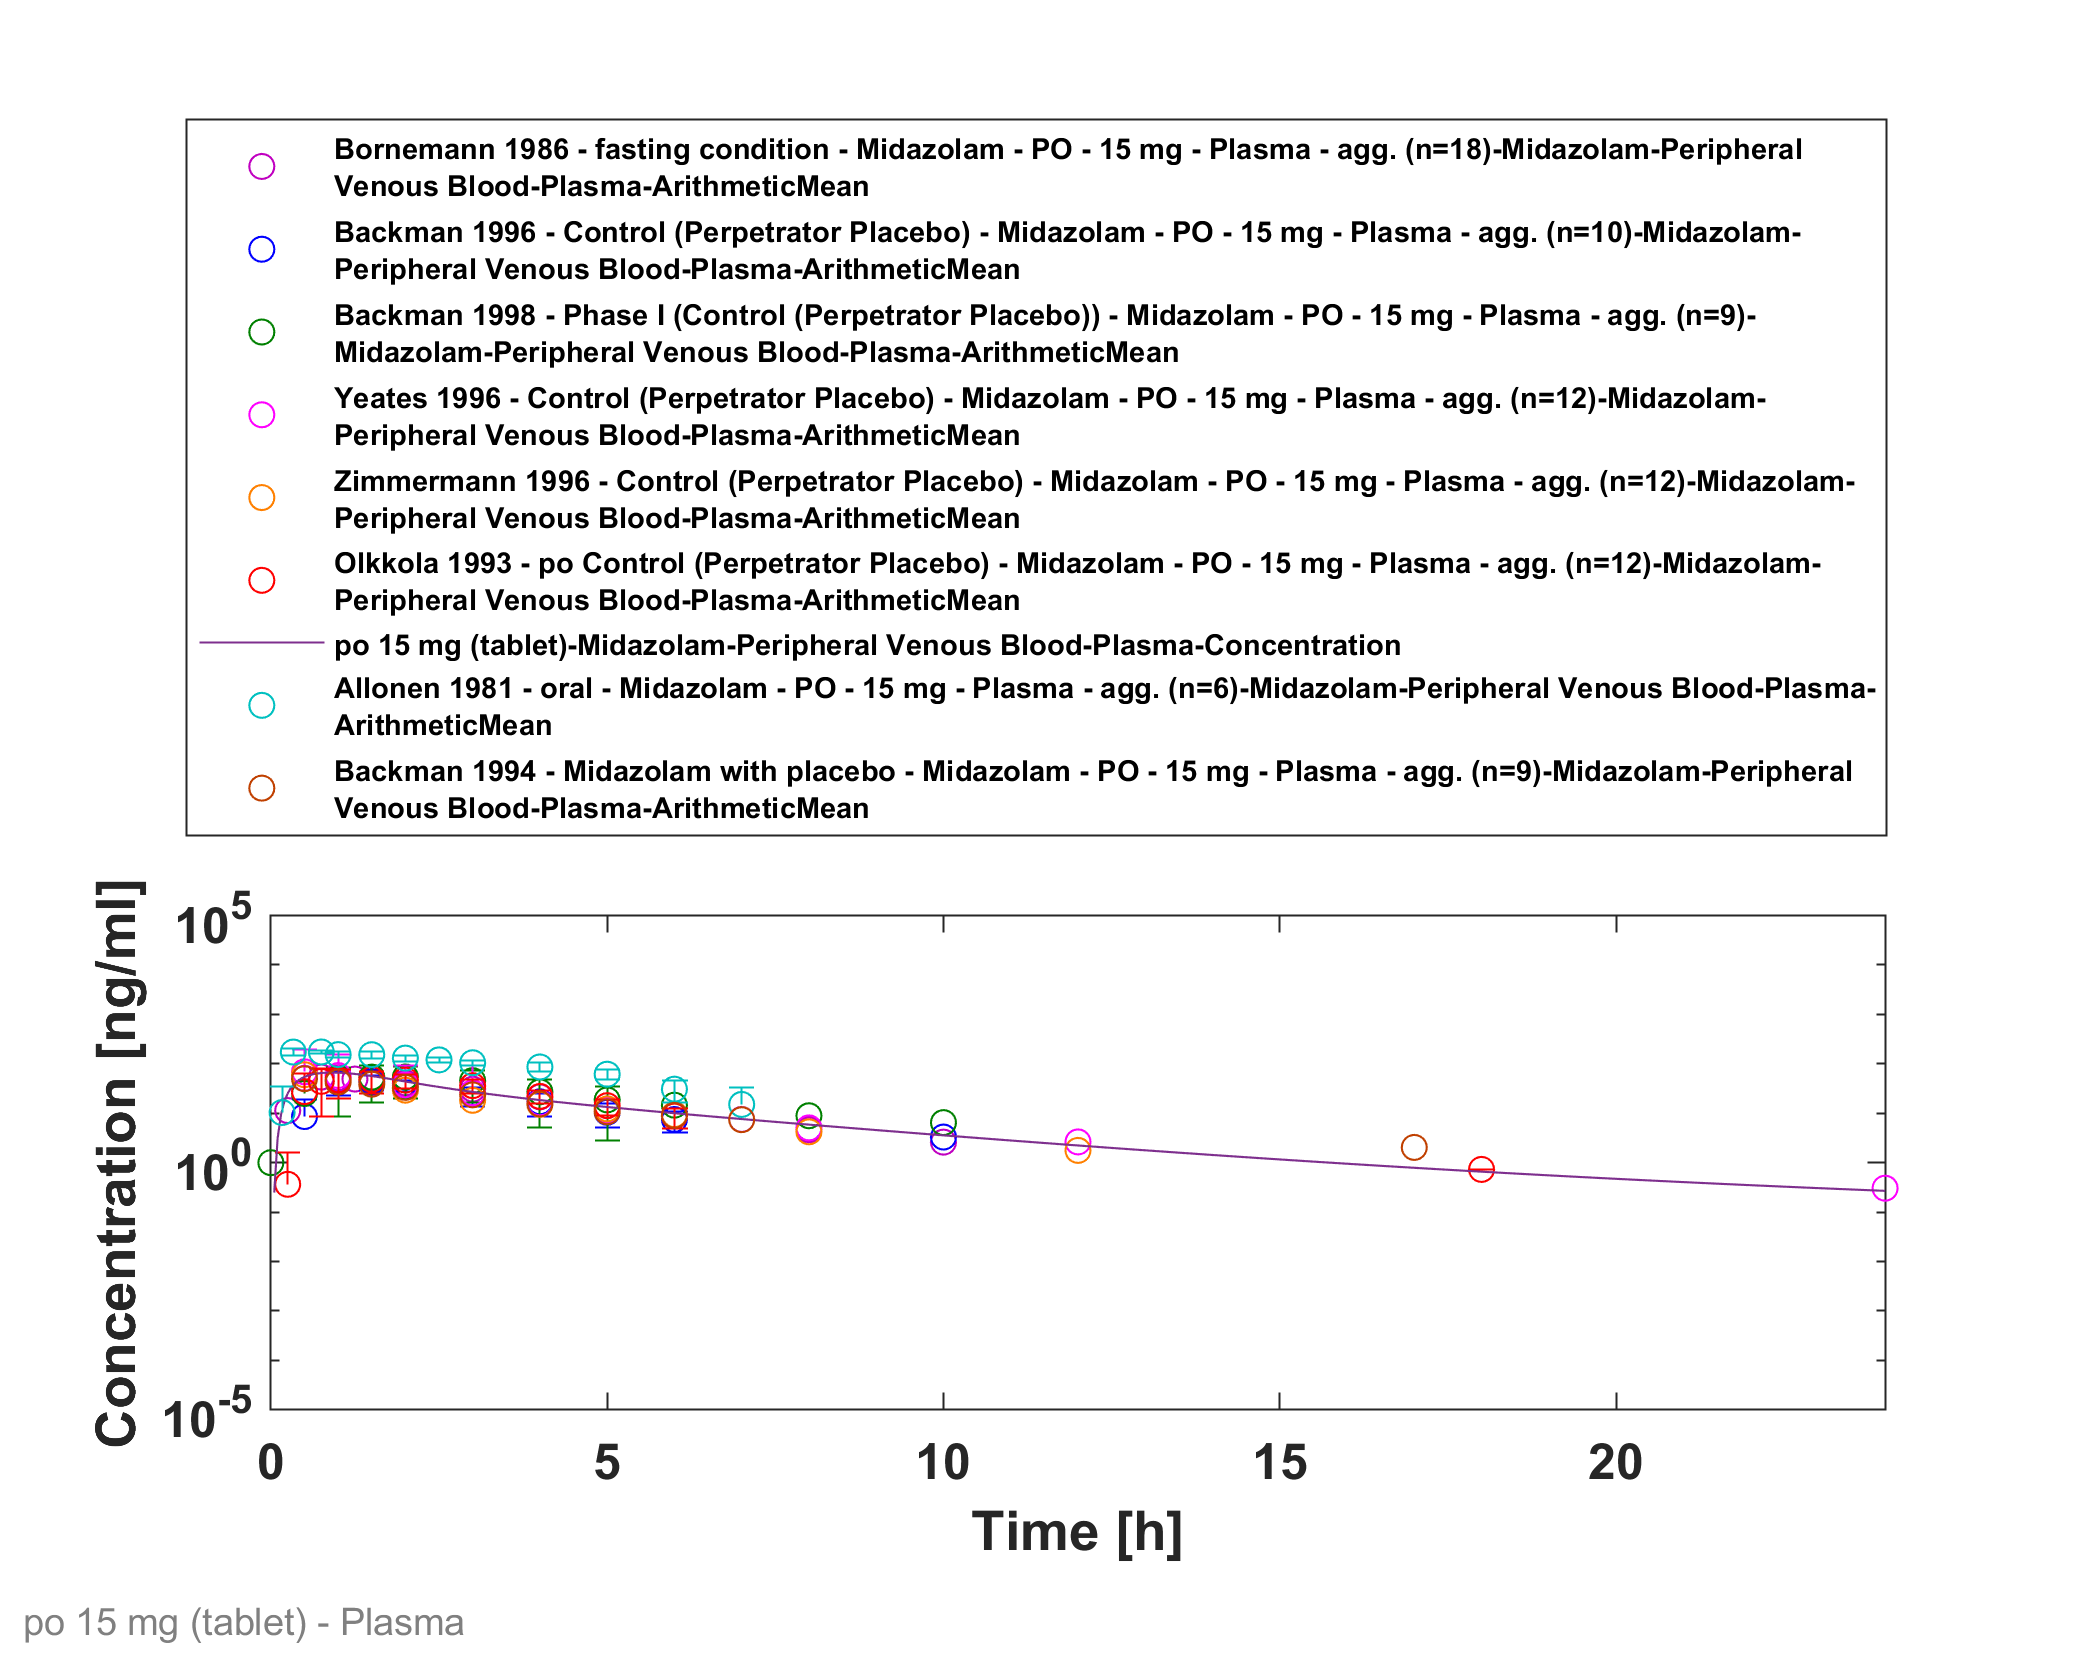 Bornemann 1986 - fasting condition - Midazolam - PO - 15 mg - Plasma - agg. (n=18)-Midazolam-Peripheral
Venous Blood-Plasma-ArithmeticMean
Backman 1996 - Control (Perpetrator Placebo) - Midazolam - PO - 15 mg - Plasma - agg. (n=10)-Midazolam-
Peripheral Venous Blood-Plasma-ArithmeticMean
Backman 1998 - Phase I (Control (Perpetrator Placebo)) - Midazolam - PO - 15 mg - Plasma - agg. (n=9)-
Midazolam-Peripheral Venous Blood-Plasma-ArithmeticMean
Yeates 1996 - Control (Perpetrator Placebo) - Midazolam - PO - 15 mg - Plasma - agg. (n=12)-Midazolam-
Peripheral Venous Blood-Plasma-ArithmeticMean
Zimmermann 1996 - Control (Perpetrator Placebo) - Midazolam - PO - 15 mg - Plasma - agg. (n=12)-Midazolam-
Peripheral Venous Blood-Plasma-ArithmeticMean
Olkkola 1993 - po Control (Perpetrator Placebo) - Midazolam - PO - 15 mg - Plasma - agg. (n=12)-Midazolam-
Peripheral Venous Blood-Plasma-ArithmeticMean
po 15 mg (tablet)-Midazolam-Peripheral Venous Blood-Plasma-Concentration
Allonen 1981 - oral - Midazolam - PO - 15 mg - Plasma - agg. (n=6)-Midazolam-Peripheral Venous Blood-Plasma-
ArithmeticMean
Backman 1994 - Midazolam with placebo - Midazolam - PO - 15 mg - Plasma - agg. (n=9)-Midazolam-Peripheral
Venous Blood-Plasma-ArithmeticMean
Concentration [ng/ml]
10^5
10^0
10^-5
0 5 10 15 20
Time [h]
po 15 mg (tablet) - Plasma